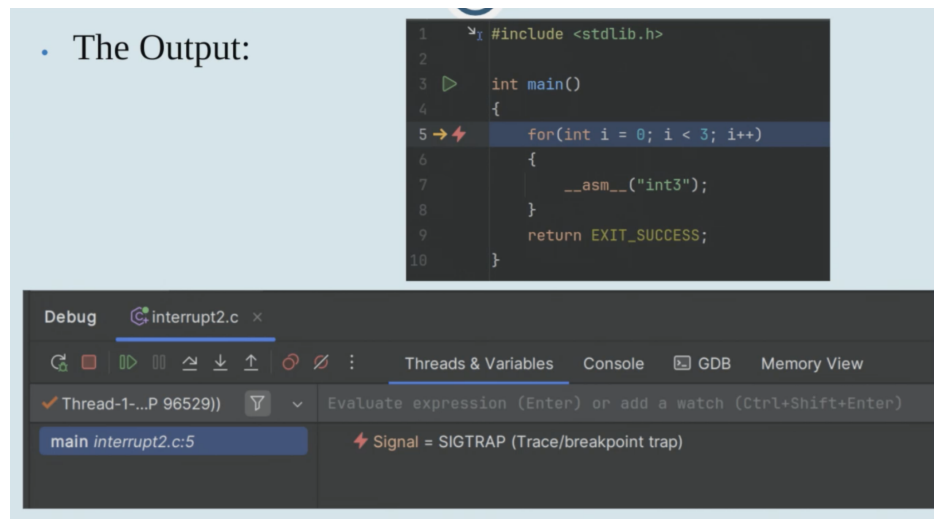 • The Output:
1 #include <stdlib.h>
2
3 int main()
4 {
5 for(int i = 0; i < 3; i++)
6 {
7 __asm__("int3");
8 }
9 return EXIT_SUCCESS;
10 }
Debug interrupt2.c ×
Threads & Variables Console GDB Memory View
Thread-1-...P 96529)) Evaluate expression (Enter) or add a watch (Ctrl+Shift+Enter)
main interrupt2.c:5 Signal = SIGTRAP (Trace/breakpoint trap)